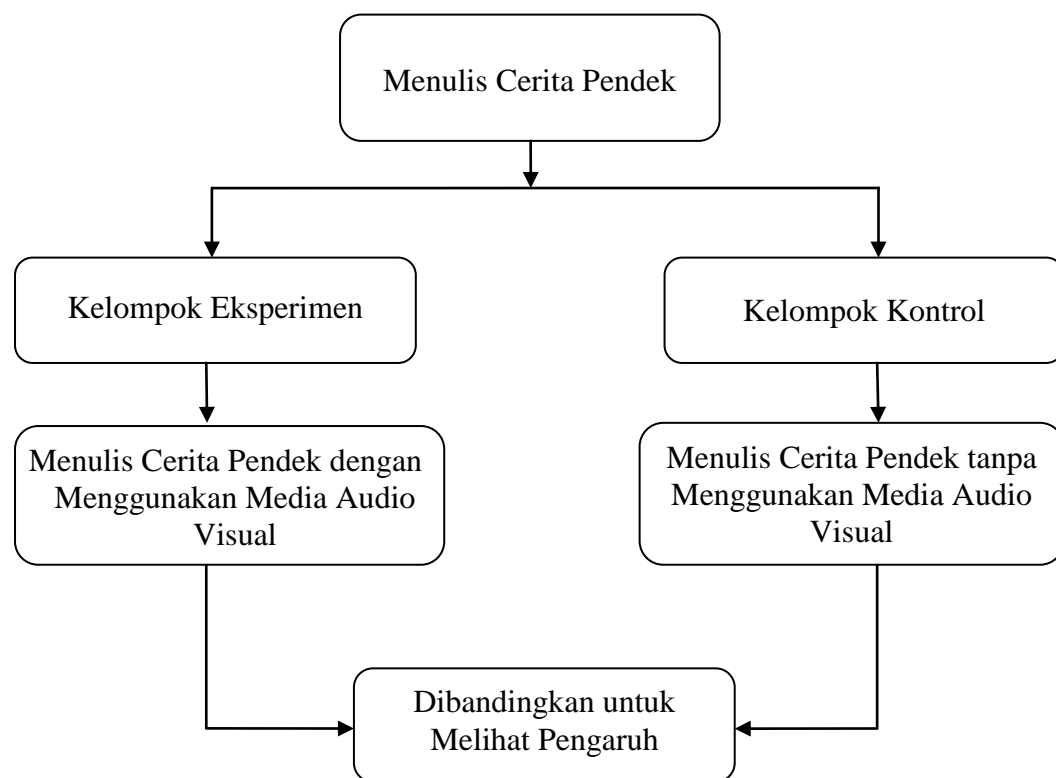 Menulis Cerita Pendek
Kelompok Eksperimen
Kelompok Kontrol
Menulis Cerita Pendek dengan
Menggunakan Media Audio
Visual
Menulis Cerita Pendek tanpa
Menggunakan Media Audio
Visual
Dibandingkan untuk
Melihat Pengaruh